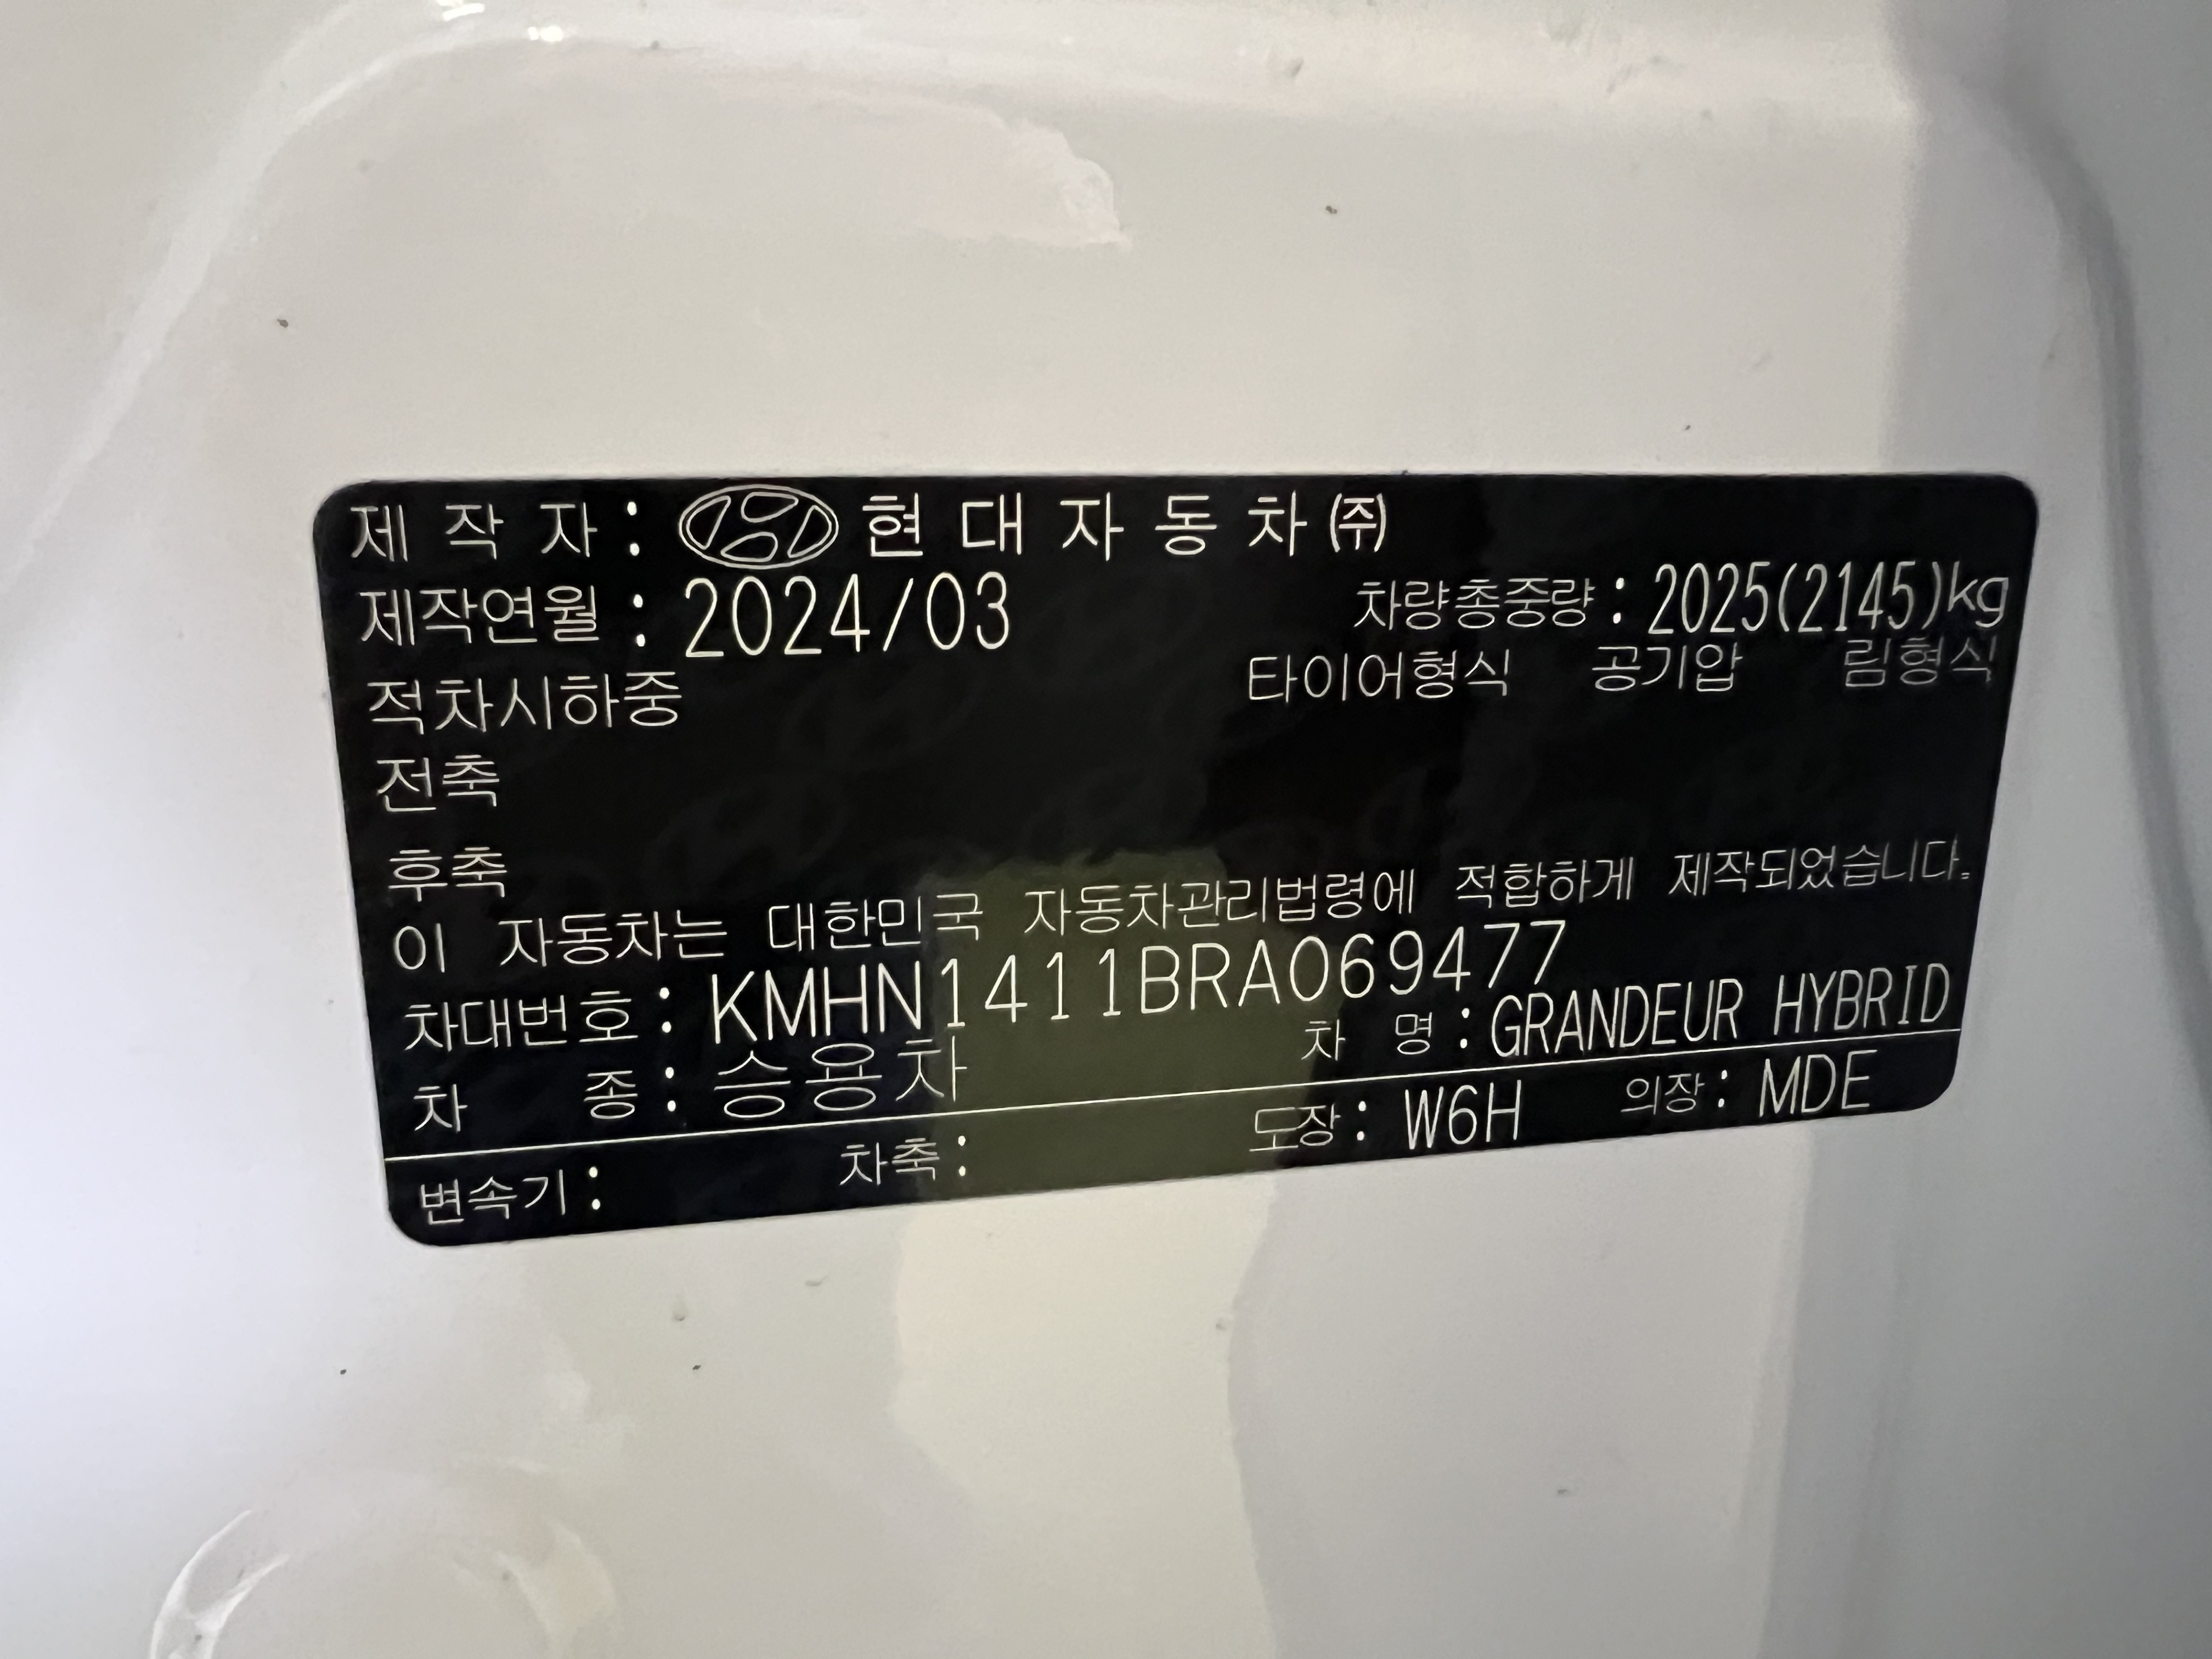 제 작 자 : 현 대 자 동 차 ㈜
제작연월 : 2024/03 차량총중량 : 2025(2145)kg
적차시하중 타이어형식 공기압 림형식
전축
후축
이 자동차는 대한민국 자동차관리법령에 적합하게 제작되었습니다.
차대번호 : KMHN1411BRA069477
차 종 : 승용차 차 명 : GRANDEUR HYBRID
변속기 : 차축 : 도장 : W6H 의장 : MDE